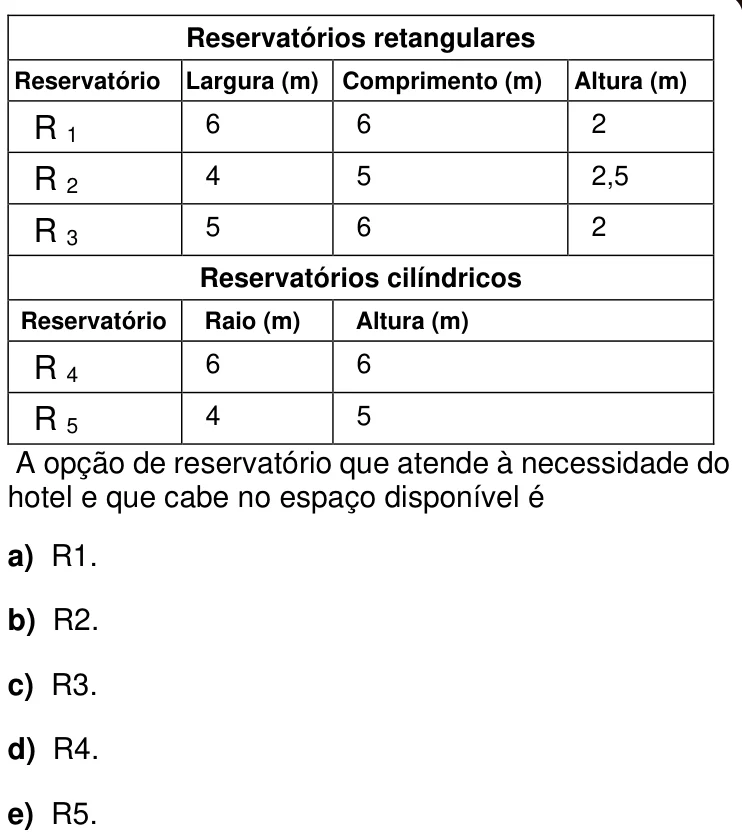 Reservatórios retangulares
Reservatório Largura (m) Comprimento (m) Altura (m)
R 1 6 6 2
R 2 4 5 2,5
R 3 5 6 2
Reservatórios cilíndricos
Reservatório Raio (m) Altura (m)
R 4 6 6
R 5 4 5
A opção de reservatório que atende à necessidade do
hotel e que cabe no espaço disponível é
a) R1.
b) R2.
c) R3.
d) R4.
e) R5.